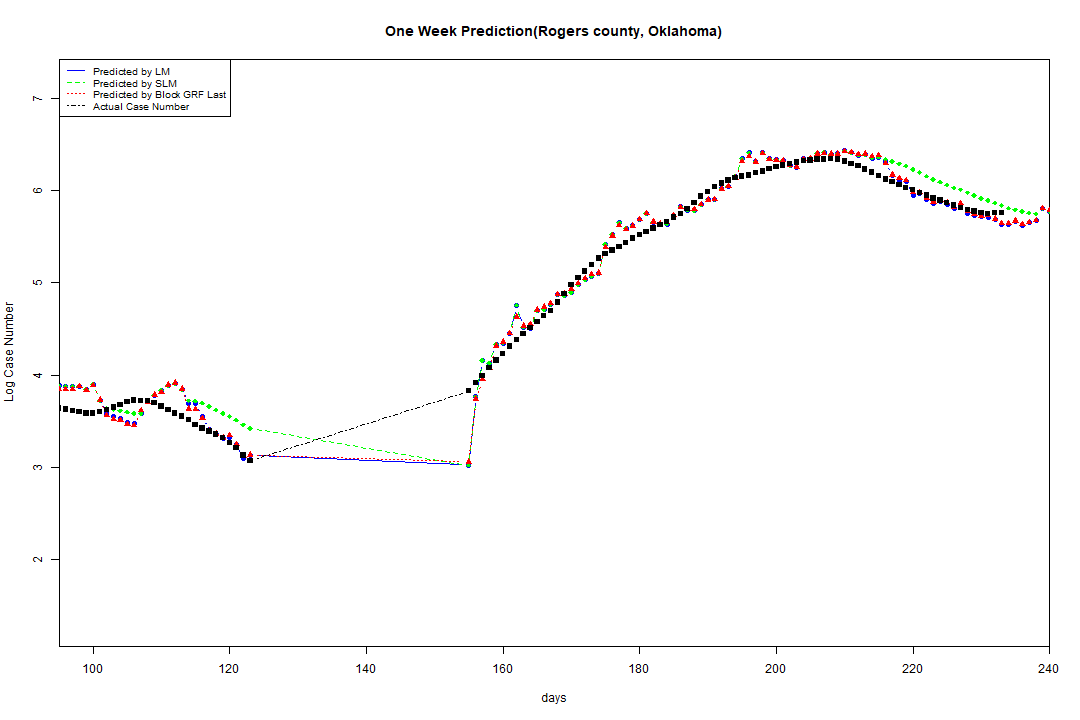 One Week Prediction(Rogers county, Oklahoma)
Predicted by LM
Predicted by SLM
Predicted by Block GRF Last
Actual Case Number
7
6
5
4
3
2
Log Case Number
100 120 140 160 180 200 220 240
days